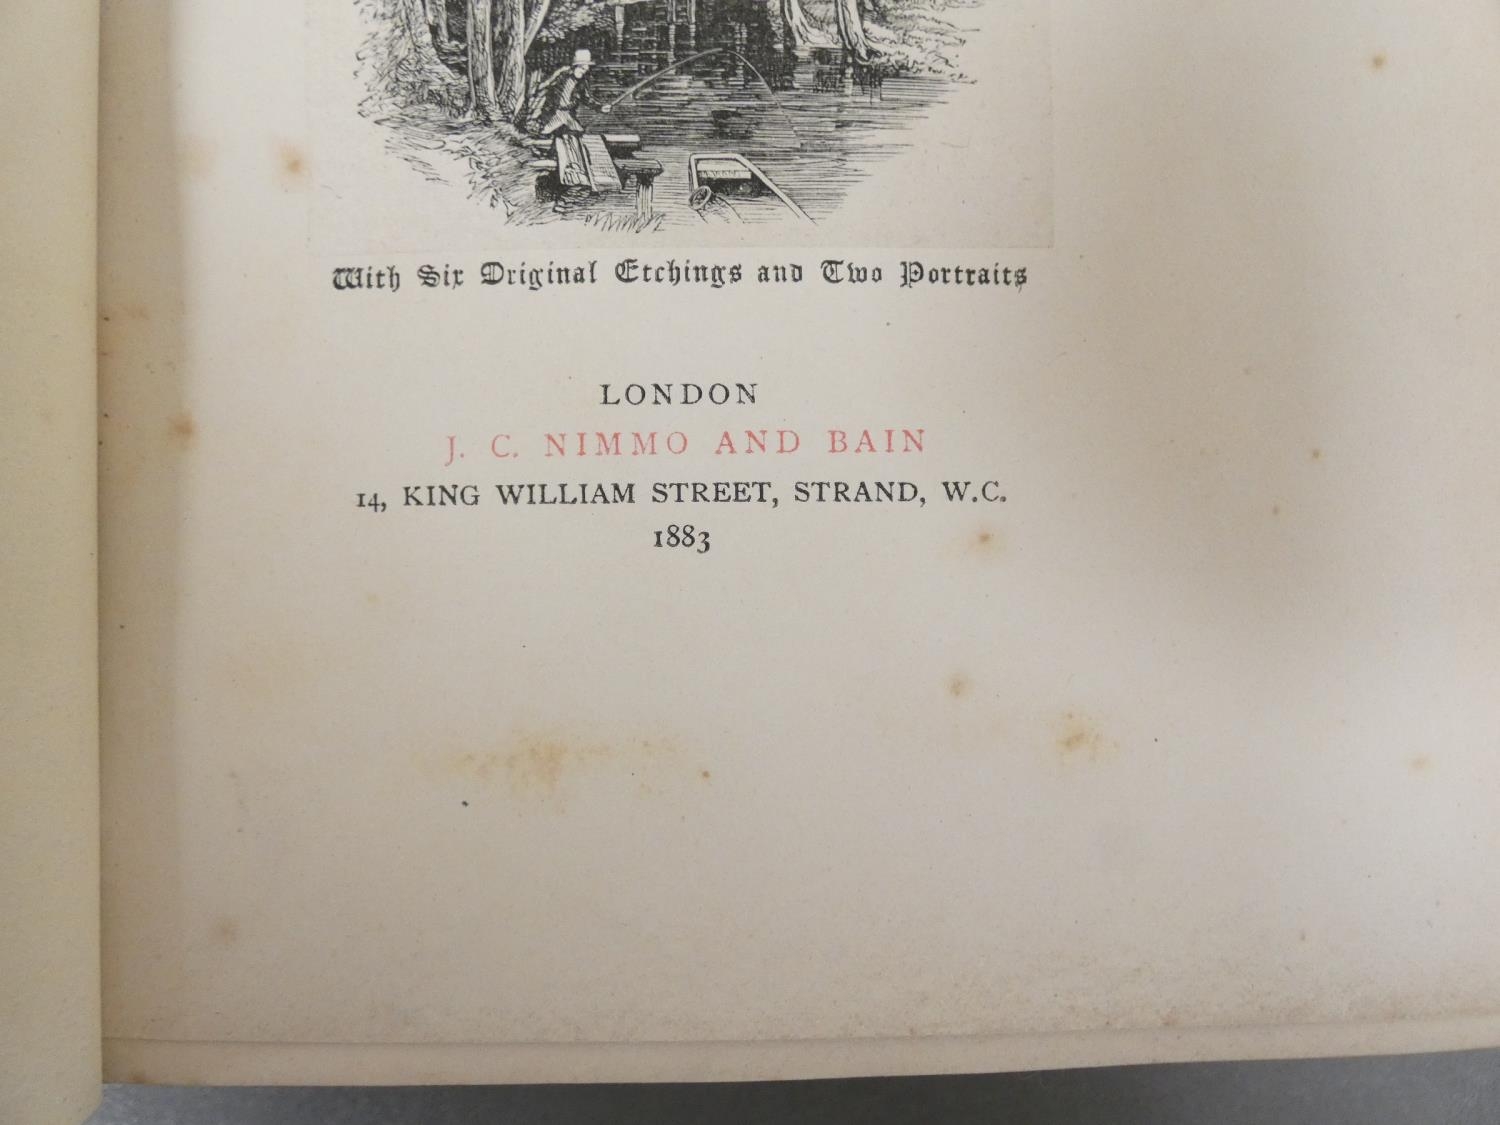 With Six Original Etchings and Two Portraits
LONDON
J. C. NIMMO AND BAIN
14, KING WILLIAM STREET, STRAND, W.C.
1883